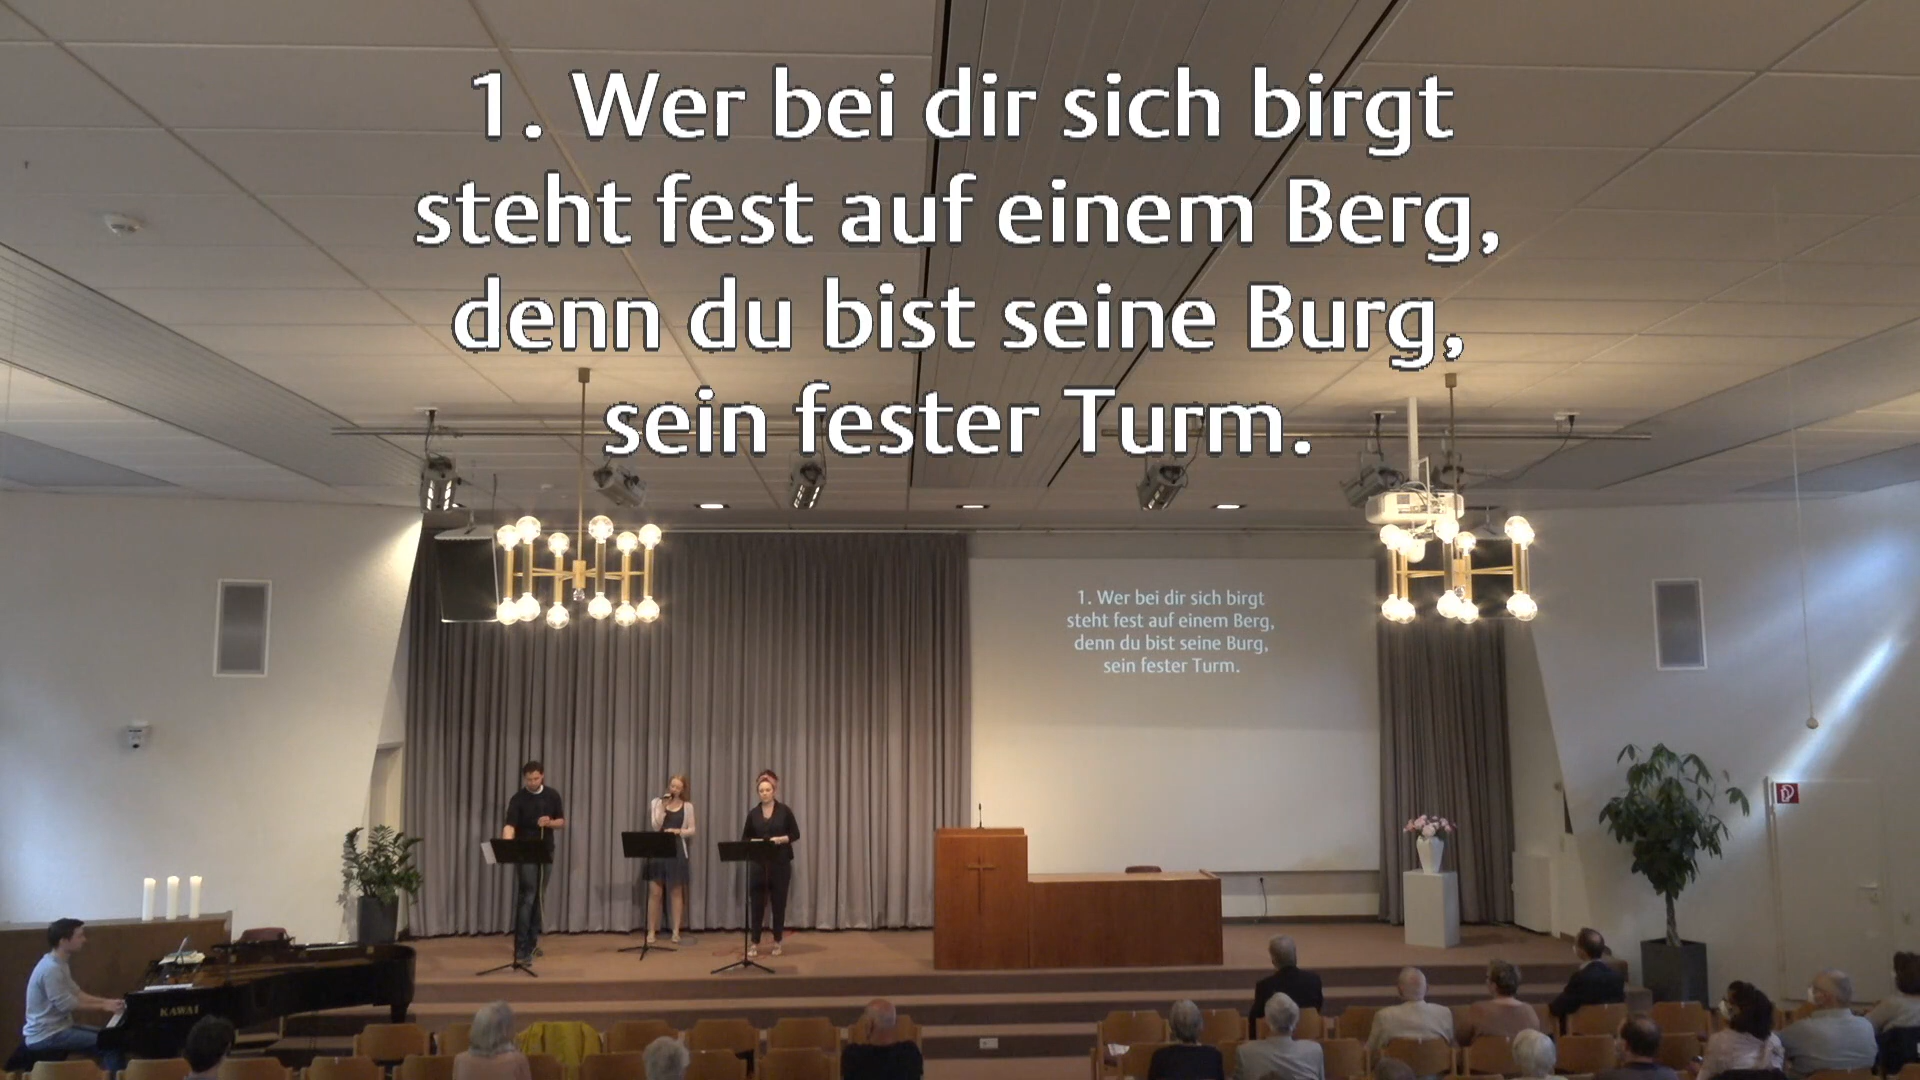 1. Wer bei dir sich birgt
steht fest auf einem Berg,
denn du bist seine Burg,
sein fester Turm.
1. Wer bei dir sich birgt
steht fest auf einem Berg,
denn du bist seine Burg,
sein fester Turm.
KAWAI